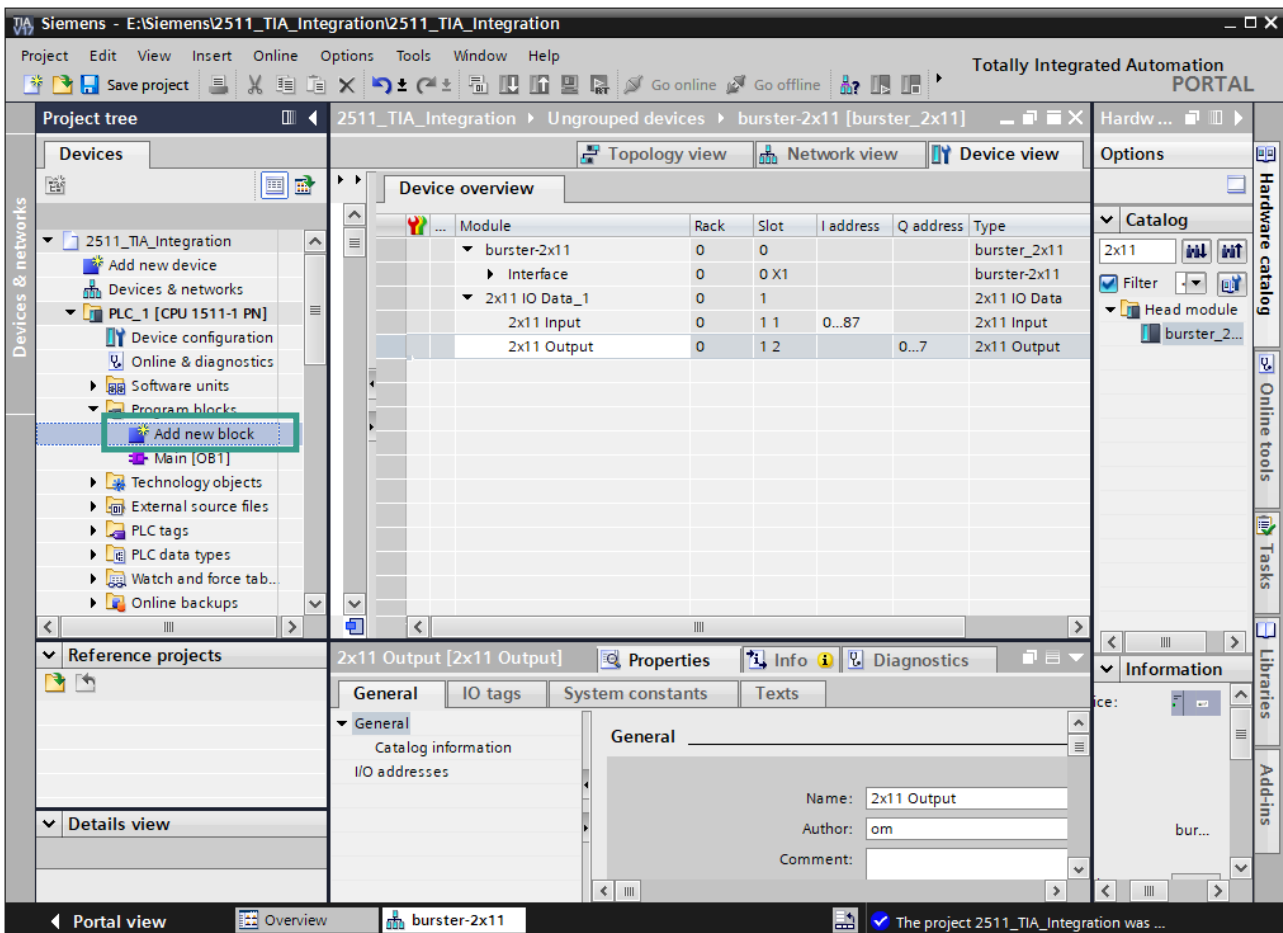 TIA V17 Siemens - E:\Siemens\2511_TIA_Integration\2511_TIA_Integration
Project Edit View Insert Online Options Tools Window Help
Totally Integrated Automation
PORTAL
Save project Go online Go offline
Project tree
2511_TIA_Integration Ungrouped devices burster-2x11 [burster_2x11]
Hardw ...
Devices
Topology view Network view Device view
Options
Device overview
... Module Rack Slot I address Q address Type
burster-2x11 0 0 burster_2x11
Interface 0 0 X1 burster-2x11
2x11 IO Data_1 0 1 2x11 IO Data
2x11 Input 0 1 1 0...87 2x11 Input
2x11 Output 0 1 2 0...7 2x11 Output
2511_TIA_Integration
Add new device
Devices & networks
PLC_1 [CPU 1511-1 PN]
Device configuration
Online & diagnostics
Software units
Program blocks
Add new block
Main [OB1]
Technology objects
External source files
PLC tags
PLC data types
Watch and force tab...
Online backups
Devices & networks
Catalog
2x11
Filter
Head module
burster_2...
Hardware catalog
Online tools
Tasks
Libraries
Add-ins
Reference projects
Details view
2x11 Output [2x11 Output]
Properties Info Diagnostics
General IO tags System constants Texts
General
Catalog information
I/O addresses
General
Name: 2x11 Output
Author: om
Comment:
Information
ice:
bur...
Portal view Overview burster-2x11
The project 2511_TIA_Integration was ...